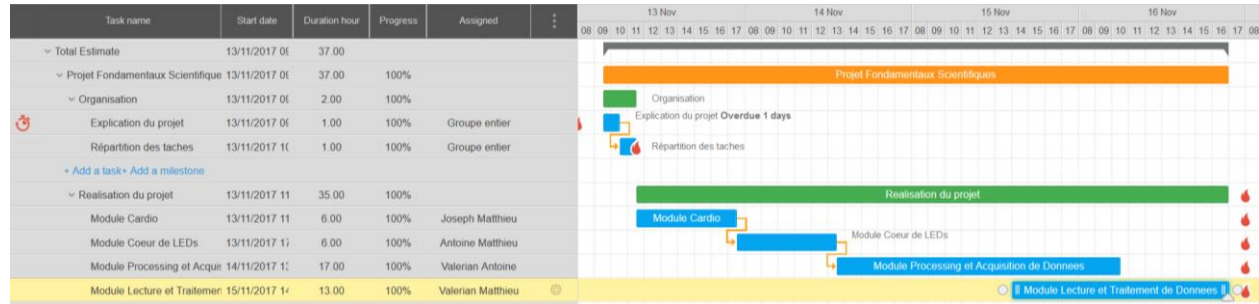 Task name Start date Duration hour Progress Assigned
13 Nov 14 Nov 15 Nov 16 Nov
08 09 10 11 12 13 14 15 16 17 08 09 10 11 12 13 14 15 16 17 08 09 10 11 12 13 14 15 16 17 08 09 10 11 12 13 14 15 16 17 08
Total Estimate 13/11/2017 37.00
Projet Fondamentaux Scientifique 13/11/2017 37.00 100% Projet Fondamentaux Scientifiques
Organisation 13/11/2017 2.00 100% Organisation
Explication du projet 13/11/2017 1.00 100% Groupe entier Explication du projet Overdue 1 days
Répartition des taches 13/11/2017 1.00 100% Groupe entier Répartition des taches
+ Add a task+ Add a milestone
Realisation du projet 13/11/2017 11 35.00 100% Realisation du projet
Module Cardio 13/11/2017 11 6.00 100% Joseph Matthieu Module Cardio
Module Coeur de LEDs 13/11/2017 6.00 100% Antoine Matthieu Module Coeur de LEDs
Module Processing et Acquis 14/11/2017 17.00 100% Valerian Antoine Module Processing et Acquisition de Donnees
Module Lecture et Traitemen 15/11/2017 13.00 100% Valerian Matthieu Module Lecture et Traitement de Donnees